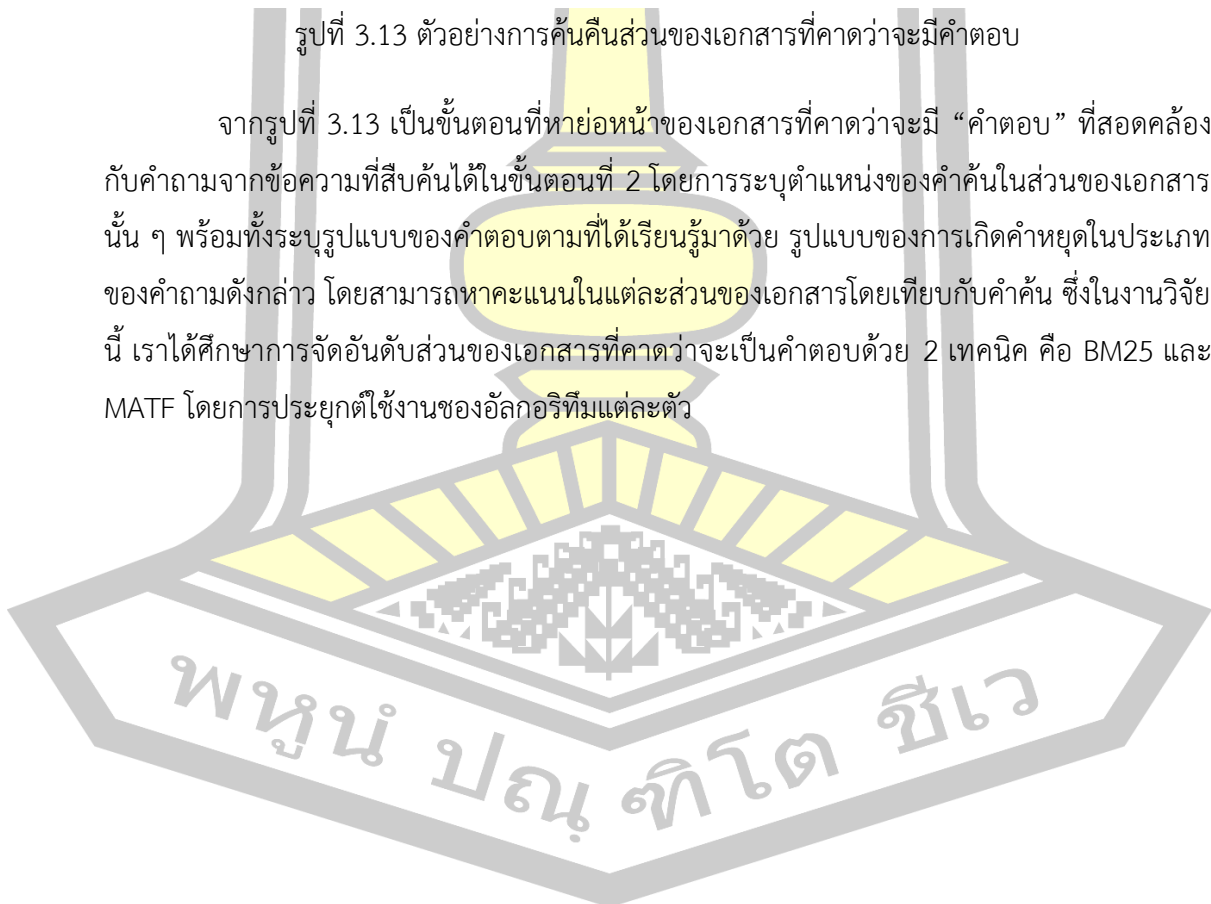 รูปที่ 3.13 ตัวอย่างการค้นคืนส่วนของเอกสารที่คาดว่าจะมีคำตอบ
จากรูปที่ 3.13 เป็นขั้นตอนที่หาย่อหน้าของเอกสารที่คาดว่าจะมี “คำตอบ” ที่สอดคล้อง
กับคำถามจากข้อความที่สืบค้นได้ในขั้นตอนที่ 2 โดยการระบุตำแหน่งของคำค้นในส่วนของเอกสาร
นั้น ๆ พร้อมทั้งระบุรูปแบบของคำตอบตามที่ได้เรียนรู้มาด้วย รูปแบบของการเกิดคำหยุดในประเภท
ของคำถามดังกล่าว โดยสามารถหาคะแนนในแต่ละส่วนของเอกสารโดยเทียบกับคำค้น ซึ่งในงานวิจัย
นี้ เราได้ศึกษาการจัดอันดับส่วนของเอกสารที่คาดว่าจะเป็นคำตอบด้วย 2 เทคนิค คือ BM25 และ
MATF โดยการประยุกต์ใช้งานชองอัลกอริทึมแต่ละตัว
พหูนํ ปณฺฑิโต ชีเว